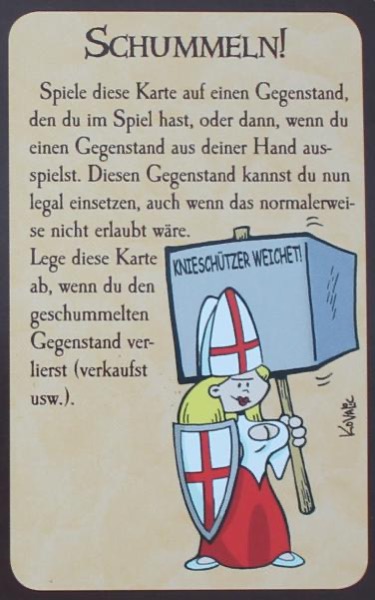 SCHUMMELN!
Spiele diese Karte auf einen Gegenstand,
den du im Spiel hast, oder dann, wenn du
einen Gegenstand aus deiner Hand aus-
spielst. Diesen Gegenstand kannst du nun
legal einsetzen, auch wenn das normalerwei-
se nicht erlaubt wäre.
Lege diese Karte
ab, wenn du den
geschummelten
Gegenstand ver-
lierst (verkaufst
usw.).
KNIESCHÜTZER WEICHET!
KOVALIC